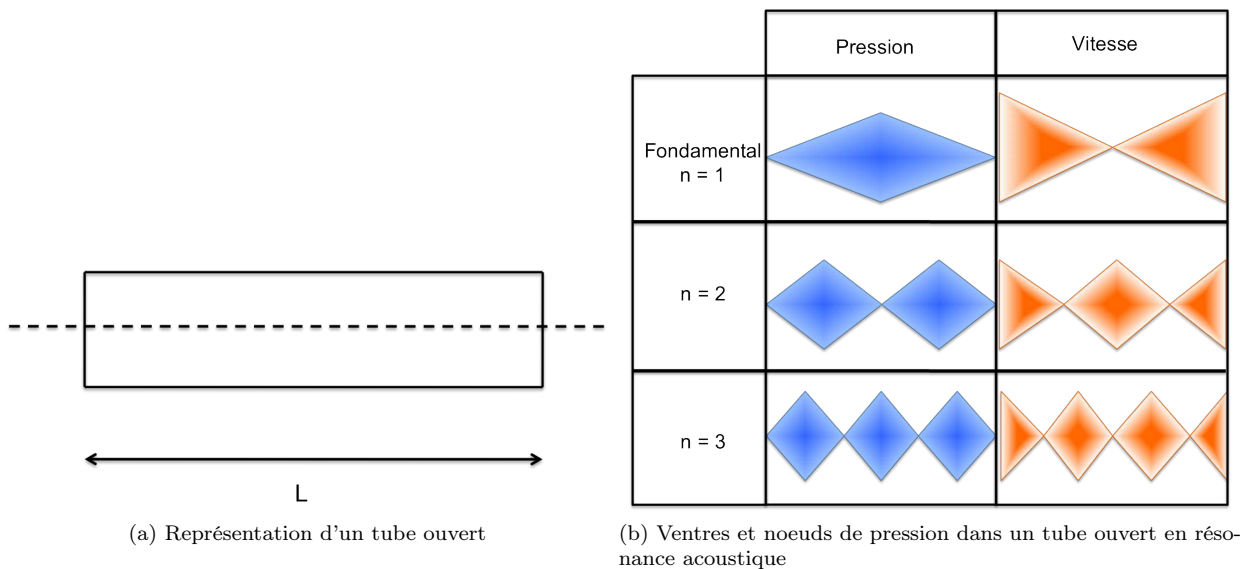 Pression
Vitesse
Fondamental
n = 1
n = 2
n = 3
L
(a) Représentation d'un tube ouvert
(b) Ventres et noeuds de pression dans un tube ouvert en réso-
nance acoustique